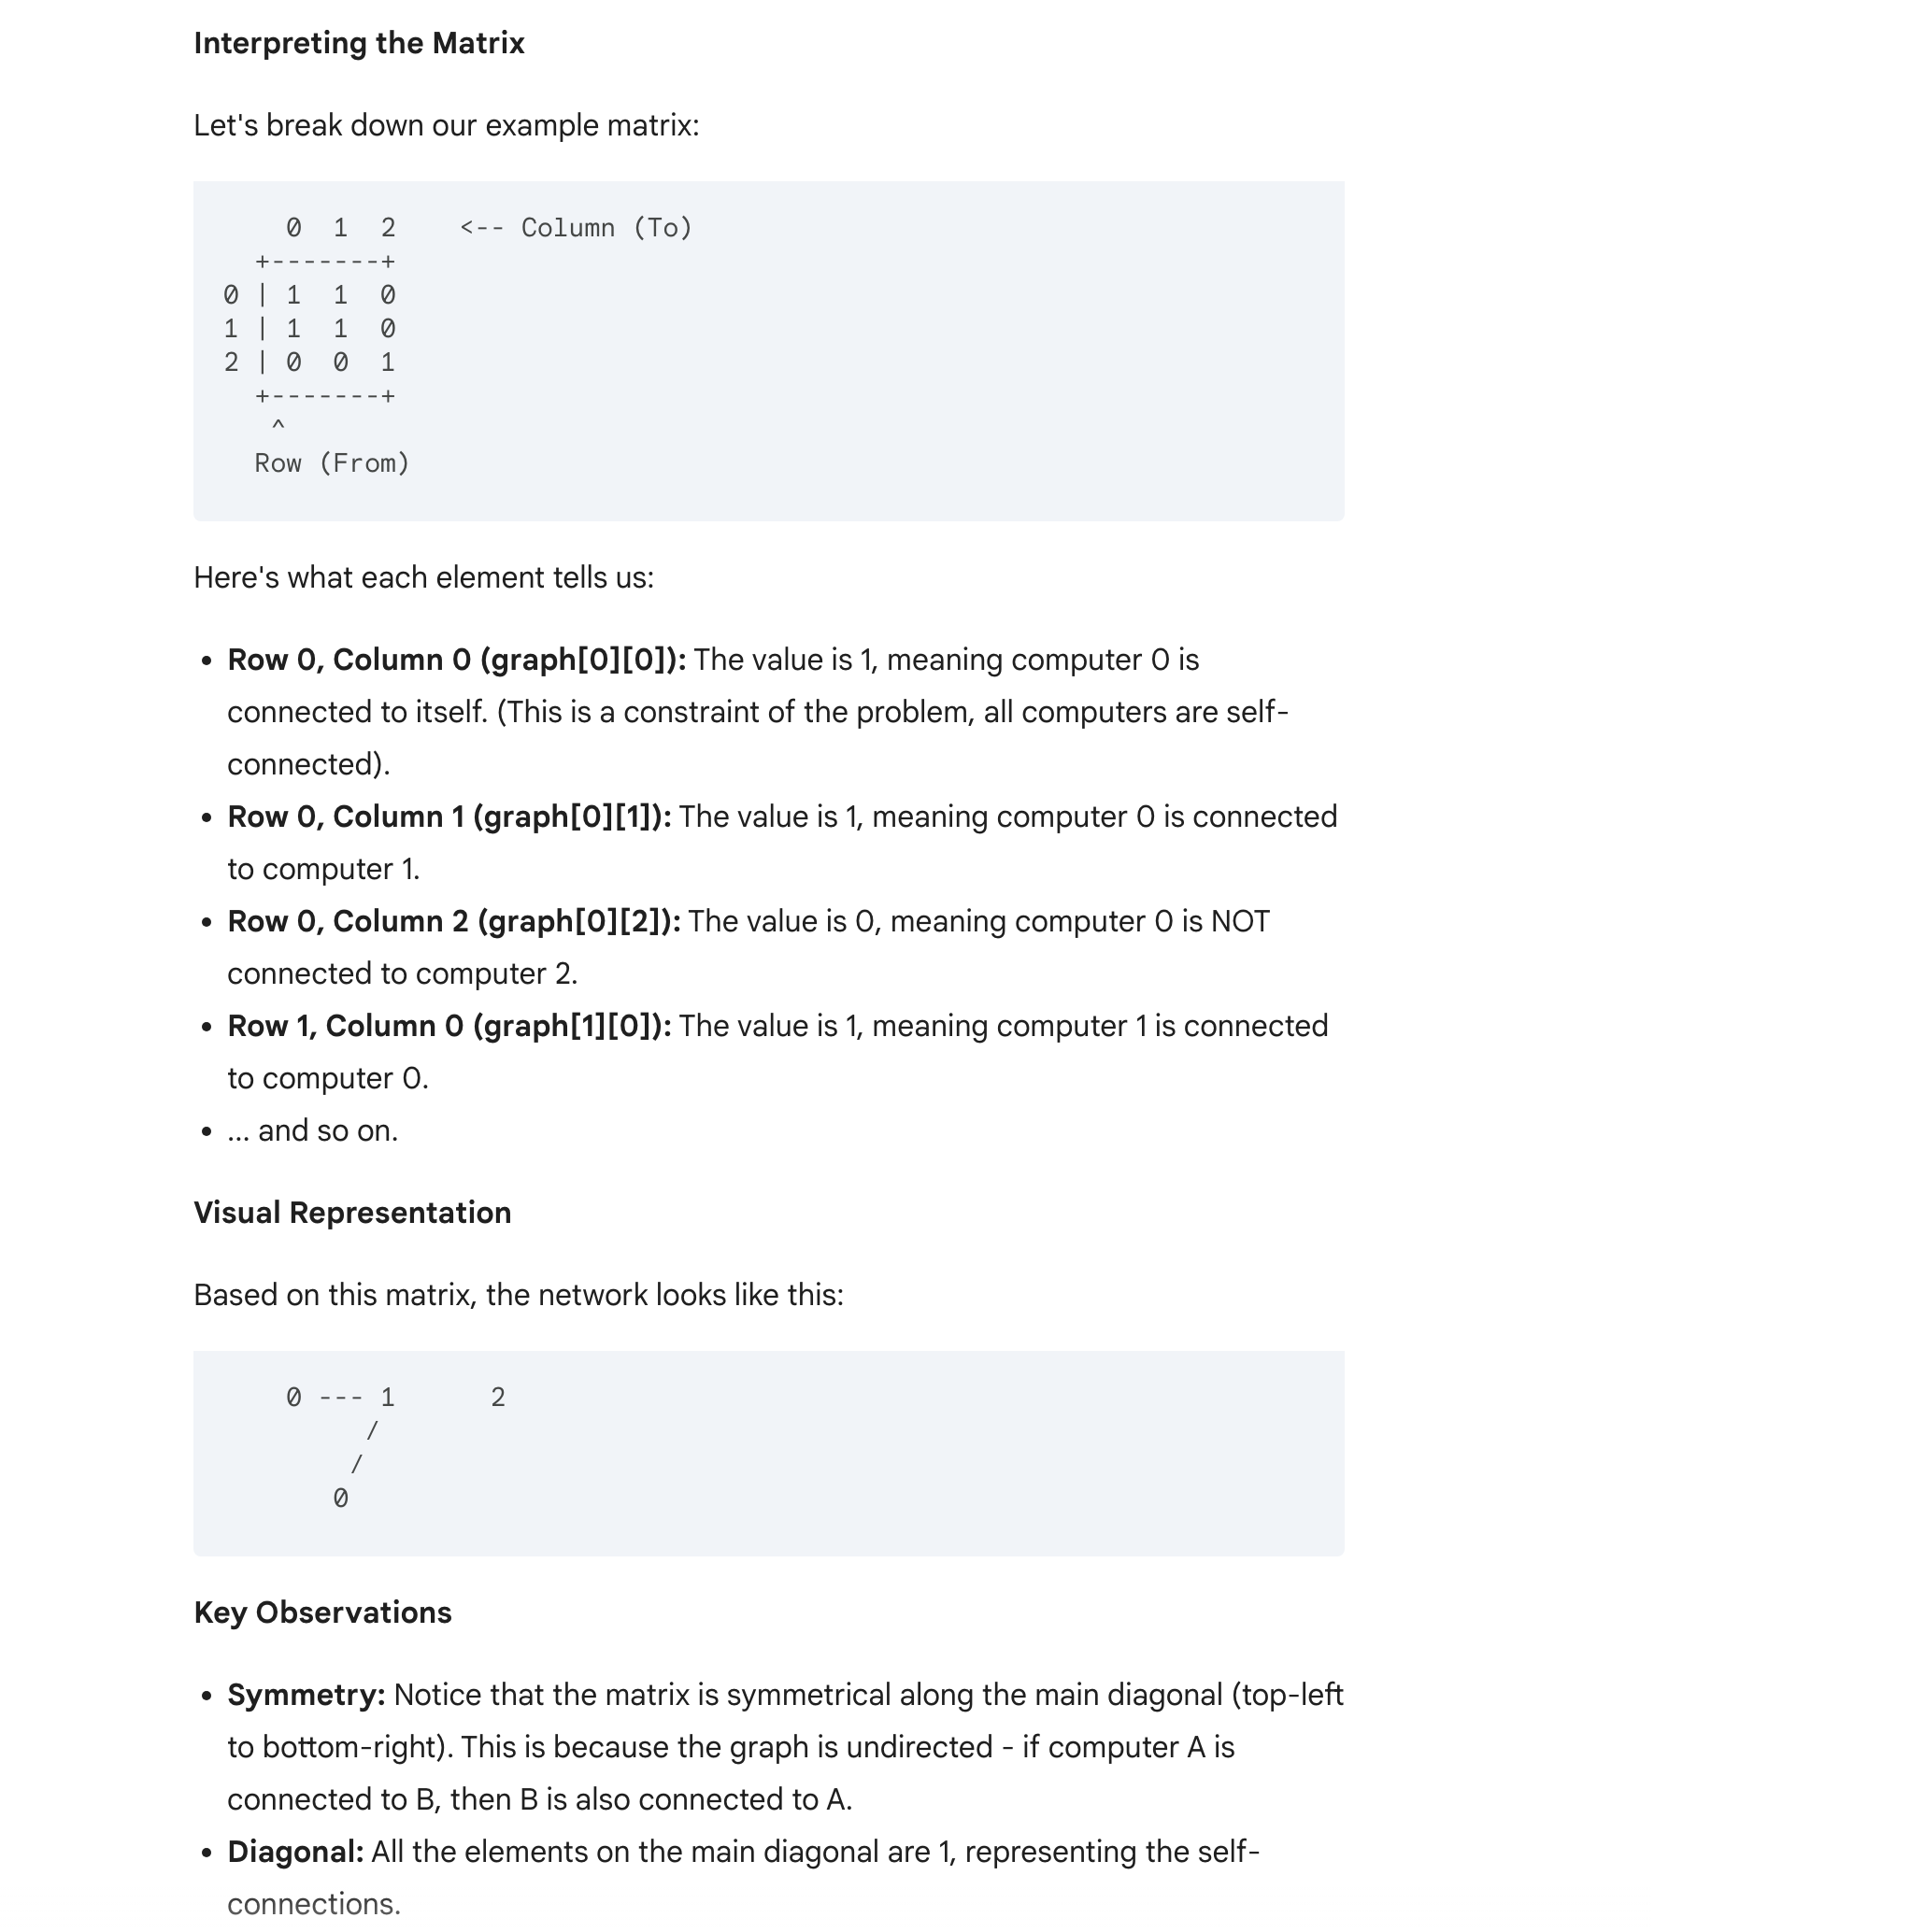 Interpreting the Matrix
Let's break down our example matrix:
0  1  2    <-- Column (To)
+-------+
0 | 1  1  0
1 | 1  1  0
2 | 0  0  1
+-------+
^
Row (From)
Here's what each element tells us:
• Row 0, Column 0 (graph[0][0]): The value is 1, meaning computer 0 is
connected to itself. (This is a constraint of the problem, all computers are self-
connected).
• Row 0, Column 1 (graph[0][1]): The value is 1, meaning computer 0 is connected
to computer 1.
• Row 0, Column 2 (graph[0][2]): The value is 0, meaning computer 0 is NOT
connected to computer 2.
• Row 1, Column 0 (graph[1][0]): The value is 1, meaning computer 1 is connected
to computer 0.
• ... and so on.
Visual Representation
Based on this matrix, the network looks like this:
0 --- 1      2
/
/
0
Key Observations
• Symmetry: Notice that the matrix is symmetrical along the main diagonal (top-left
to bottom-right). This is because the graph is undirected - if computer A is
connected to B, then B is also connected to A.
• Diagonal: All the elements on the main diagonal are 1, representing the self-
connections.